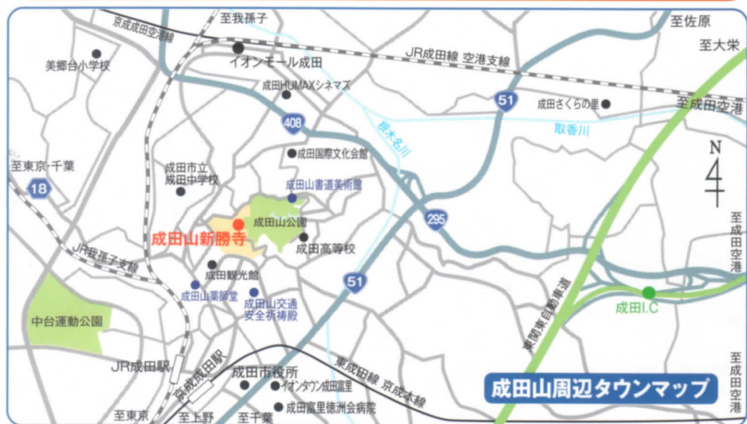 至我孫子
至佐原
京成成田空港線
至大栄
イオンモール成田
JR成田線 空港支線
美郷台小学校
成田HUMAXシネマズ
51
成田さくらの里
至成田空港
408
根木名川
取香川
成田国際文化会館
N
至東京・千葉
成田市立
成田中学校
18
成田山書道美術館
成田山公園
295
成田山新勝寺
成田高等学校
至成田空港
JR我孫子支線
成田観光館
51
成田山薬師堂
成田山交通
安全祈祷殿
東関東自動車道
成田I.C
中台運動公園
JR成田駅
京成成田駅
成田市役所
東成田線 京成本線
至成田空港
イオンタウン成田富里
成田山周辺タウンマップ
至東京
至上野
至千葉
成田富里徳洲会病院